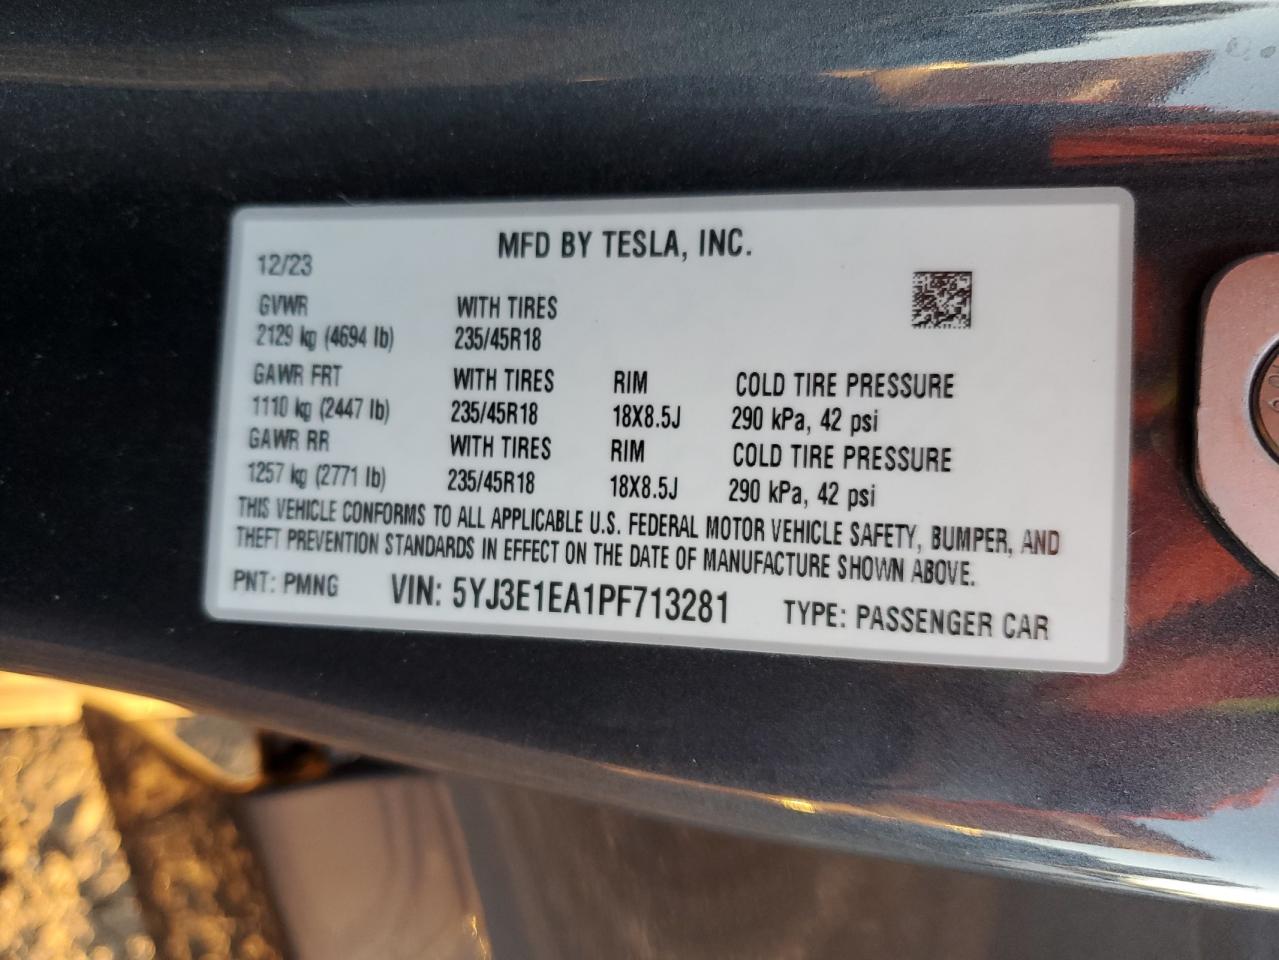 MFD BY TESLA, INC.
12/23
GVWR WITH TIRES
2129 kg (4694 lb) 235/45R18
GAWR FRT WITH TIRES RIM COLD TIRE PRESSURE
1110 kg (2447 lb) 235/45R18 18X8.5J 290 kPa, 42 psi
GAWR RR WITH TIRES RIM COLD TIRE PRESSURE
1257 kg (2771 lb) 235/45R18 18X8.5J 290 kPa, 42 psi
THIS VEHICLE CONFORMS TO ALL APPLICABLE U.S. FEDERAL MOTOR VEHICLE SAFETY, BUMPER, AND
THEFT PREVENTION STANDARDS IN EFFECT ON THE DATE OF MANUFACTURE SHOWN ABOVE.
PNT: PMNG VIN: 5YJ3E1EA1PF713281 TYPE: PASSENGER CAR